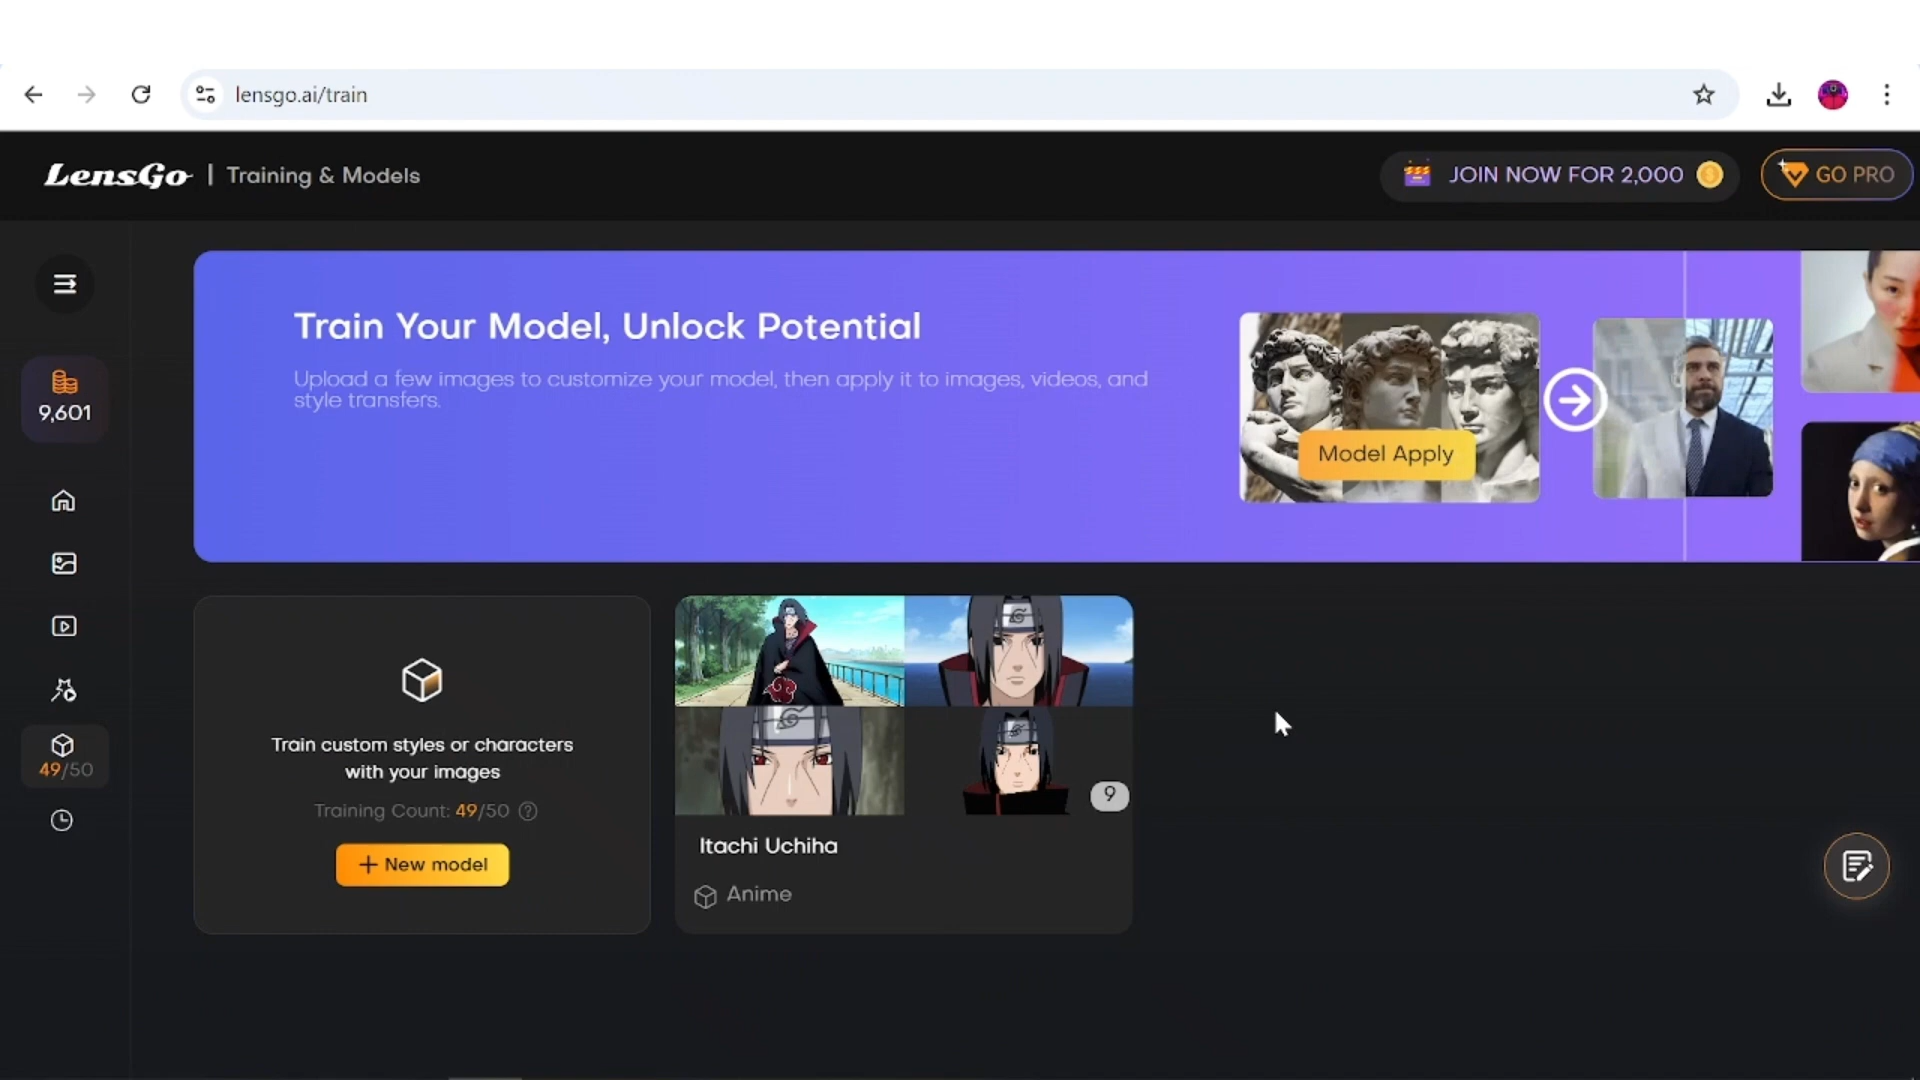 lensgo.ai/train
LensGo | Training & Models
JOIN NOW FOR 2,000
GO PRO
9,601
Train Your Model, Unlock Potential
Upload a few images to customize your model, then apply it to images, videos, and
style transfers.
Model Apply
49/50
Train custom styles or characters
with your images
Training Count: 49/50 ?
+ New model
9
Itachi Uchiha
Anime